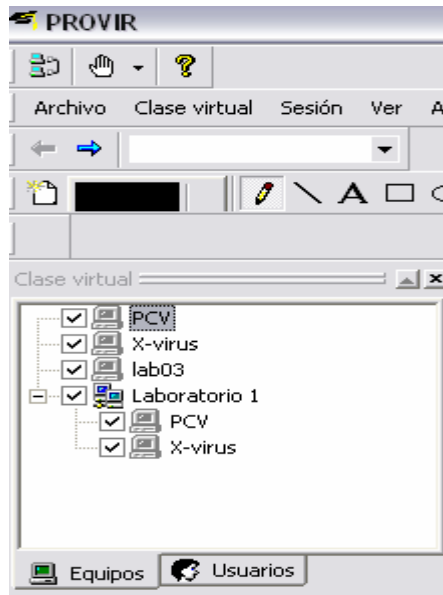 PROVIR
Archivo Clase virtual Sesión Ver A
A
Clase virtual
PCV
X-virus
lab03
Laboratorio 1
PCV
X-virus
Equipos Usuarios